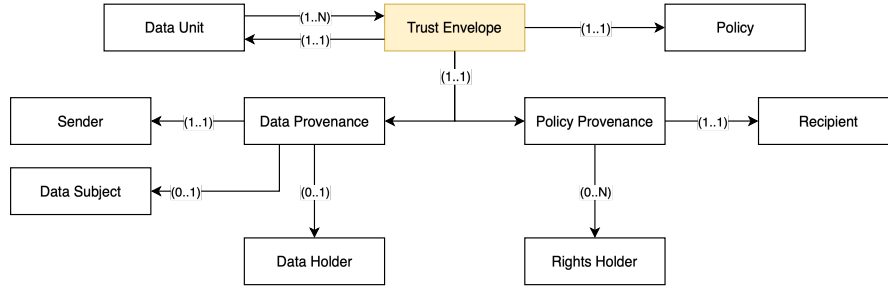 Data Unit
(1..N)
(1..1)
Trust Envelope
(1..1)
Policy
(1..1)
Sender
(1..1)
Data Provenance
Policy Provenance
(1..1)
Recipient
Data Subject
(0..1)
(0..1)
(0..N)
Data Holder
Rights Holder